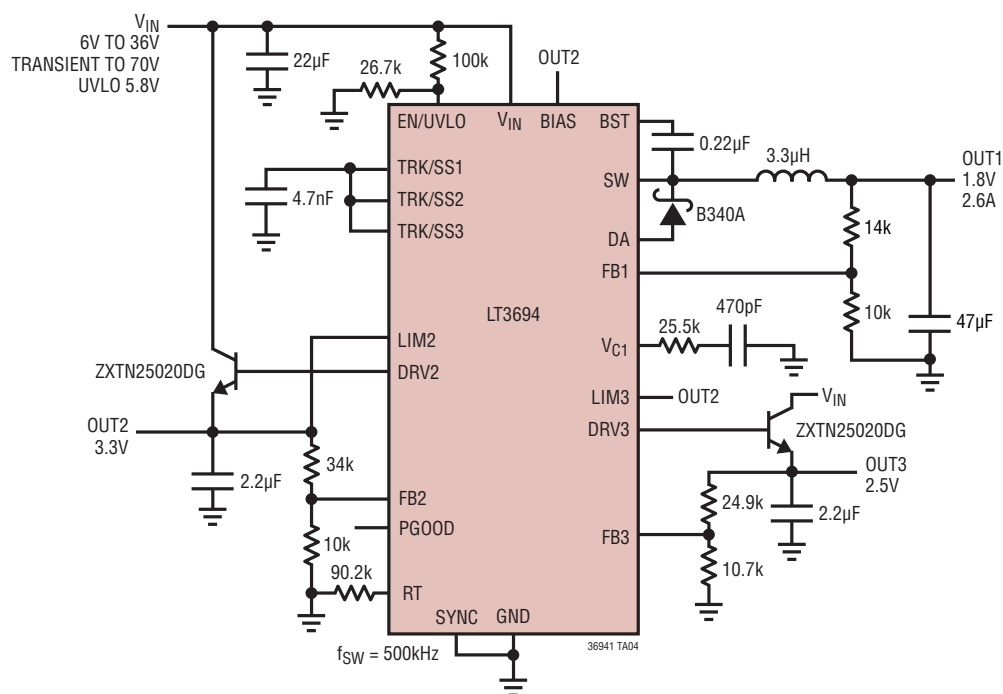 VIN
6V TO 36V
TRANSIENT TO 70V
UVLO 5.8V
22µF
26.7k
100k
OUT2
EN/UVLO
VIN
BIAS
BST
0.22µF
3.3µH
OUT1
1.8V
2.6A
TRK/SS1
TRK/SS2
TRK/SS3
4.7nF
SW
B340A
DA
14k
FB1
10k
47µF
LT3694
470pF
25.5k
VC1
LIM2
DRV2
ZXTN25020DG
LIM3
OUT2
VIN
DRV3
ZXTN25020DG
OUT2
3.3V
34k
2.2µF
OUT3
2.5V
24.9k
2.2µF
FB2
PGOOD
10k
FB3
10.7k
90.2k
RT
SYNC
GND
36941 TA04
fSW = 500kHz